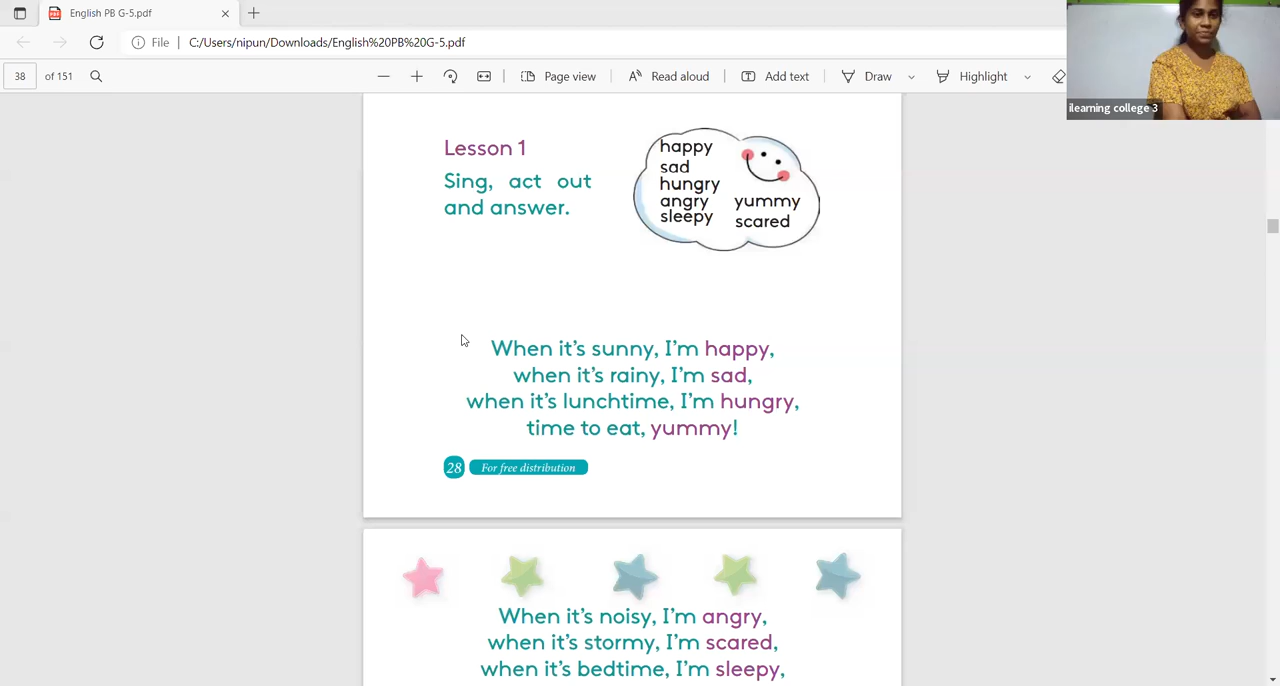 English PB G-5.pdf
File
C:/Users/nipun/Downloads/English%20PB%20G-5.pdf
38 of 151
Page view
Read aloud
Add text
Draw
Highlight
ilearning college 3
Lesson 1
Sing, act out
and answer.
happy
sad
hungry
angry
sleepy
yummy
scared
When it's sunny, I'm happy,
when it's rainy, I'm sad,
when it's lunchtime, I'm hungry,
time to eat, yummy!
28 For free distribution
When it's noisy, I'm angry,
when it's stormy, I'm scared,
when it's bedtime, I'm sleepy,